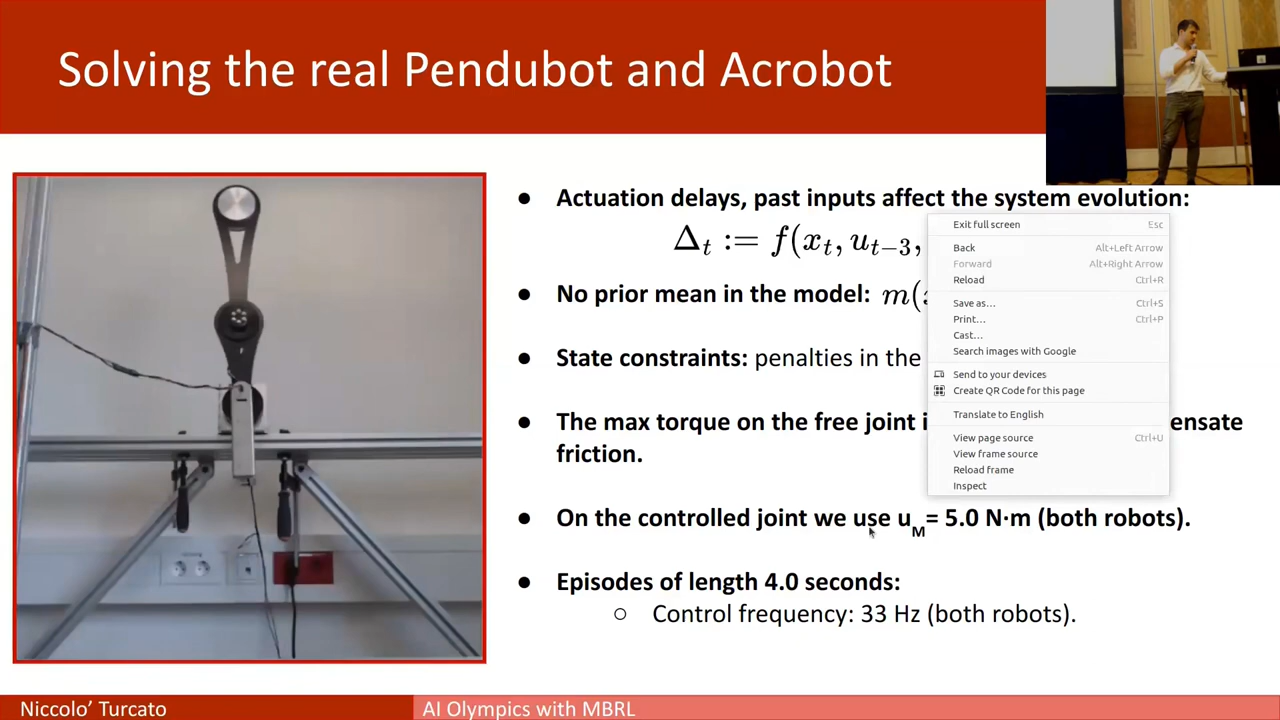 Solving the real Pendubot and Acrobot
● Actuation delays, past inputs affect the system evolution:
Δₜ := f(xₜ, uₜ₋₃,
● No prior mean in the model: m(
● State constraints: penalties in the
● The max torque on the free joint
friction.
● On the controlled joint we use u_M= 5.0 N·m (both robots).
● Episodes of length 4.0 seconds:
○ Control frequency: 33 Hz (both robots).
Exit full screen Esc
Back Alt+Left Arrow
Forward Alt+Right Arrow
Reload Ctrl+R
Save as... Ctrl+S
Print... Ctrl+P
Cast...
Search images with Google
Send to your devices
Create QR Code for this page
Translate to English
View page source Ctrl+U
View frame source
Reload frame
Inspect
Niccolo’ Turcato
AI Olympics with MBRL